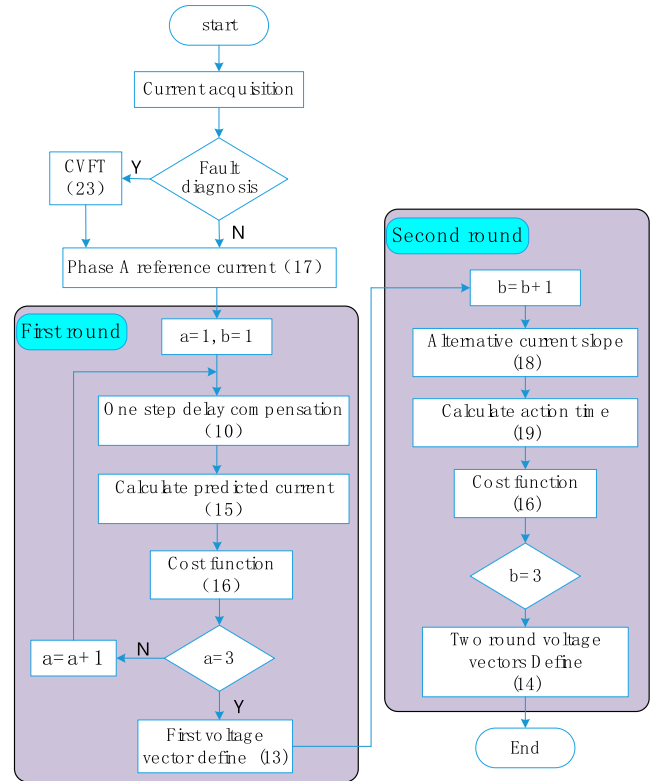 start
Current acquisition
Fault
diagnosis
Y
CVFT
(23)
N
Phase A reference current (17)
First round
a=1, b=1
One step delay compensation
(10)
Calculate predicted current
(15)
Cost function
(16)
a=3
N
a=a+1
Y
First voltage
vector define (13)
Second round
b=b+1
Alternative current slope
(18)
Calculate action time
(19)
Cost function
(16)
b=3
Two round voltage
vectors Define
(14)
End